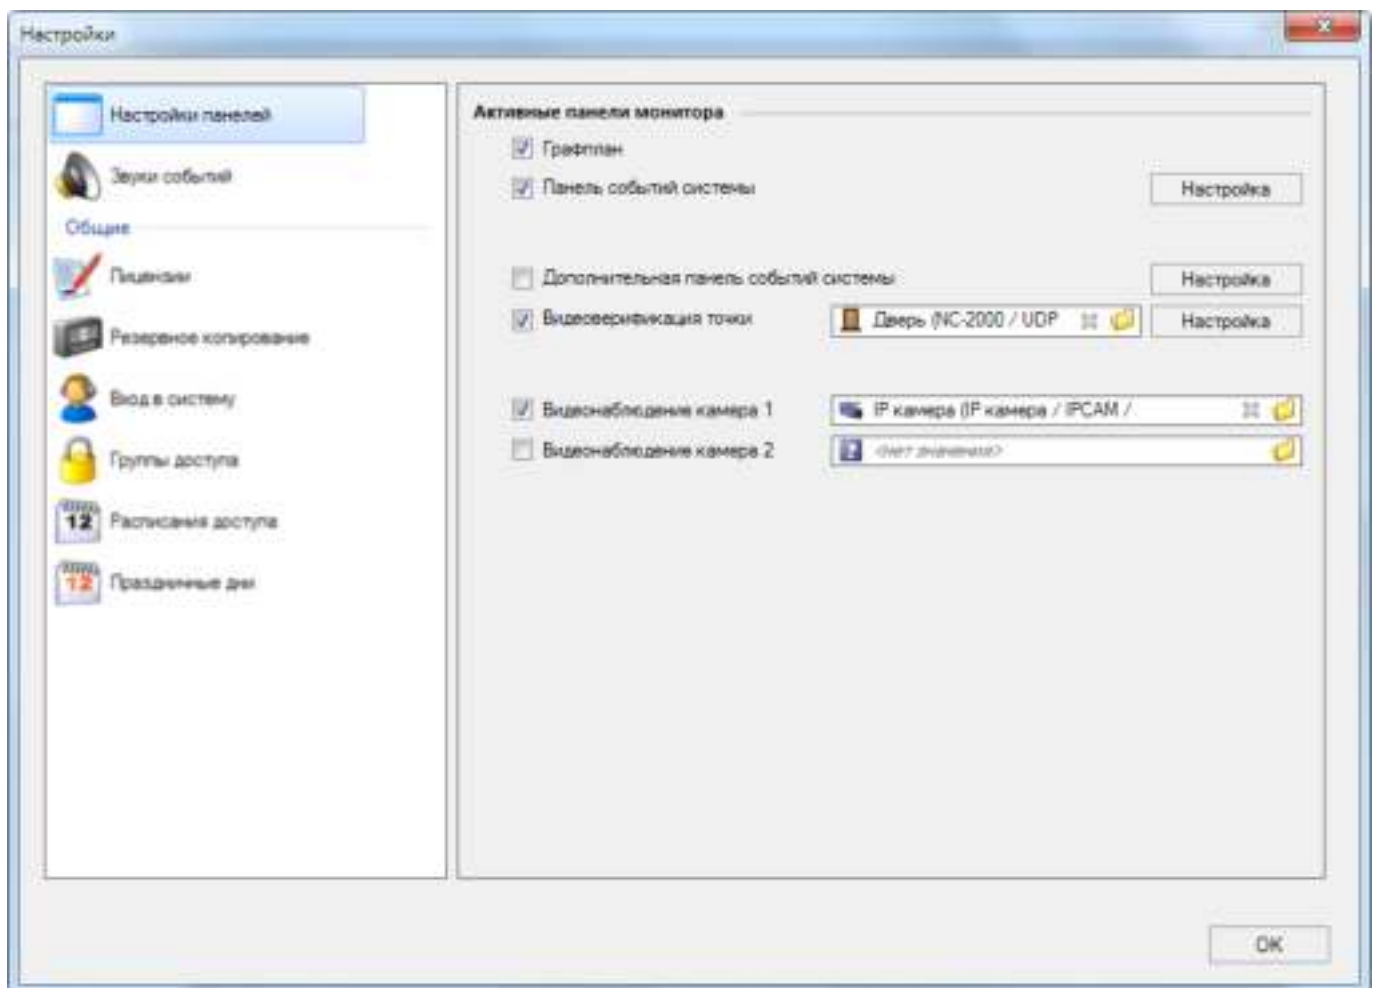 Настройки
Настройки панелей
Звуки событий
Общие
Лицензии
Резервное копирование
Вход в систему
Группы доступа
12
Расписания доступа
12
Праздничные дни
Активные панели монитора
Графплан
Панель событий системы
Настройка
Дополнительная панель событий системы
Настройка
Видеоверификация точки
Дверь (NC-2000 / UDP
Настройка
Видеонаблюдение камера 1
IP камера (IP камера / IPCAM /
Видеонаблюдение камера 2
<нет значения>
OK